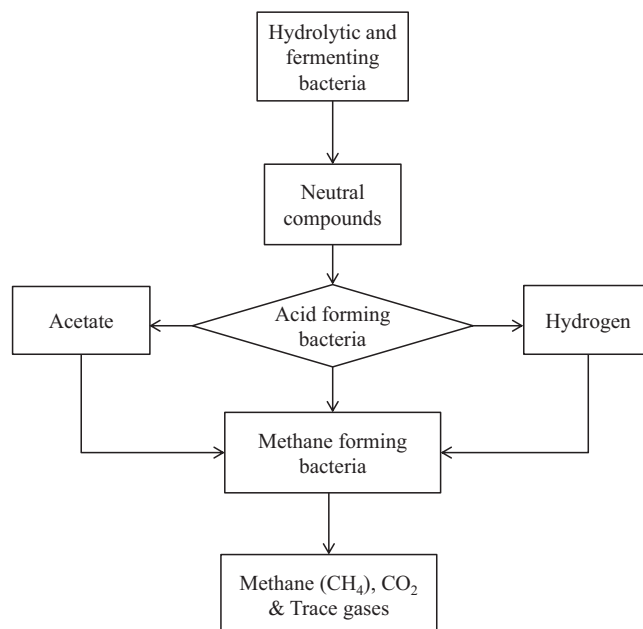 Hydrolytic and
fermenting
bacteria
Neutral
compounds
Acetate
Acid forming
bacteria
Hydrogen
Methane forming
bacteria
Methane (CH₄), CO₂
& Trace gases